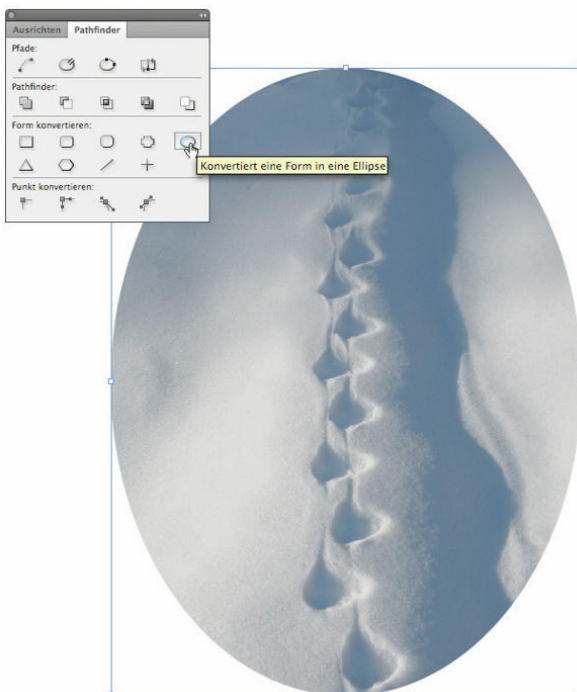 Ausrichten Pathfinder
Pfade:
Pathfinder:
Form konvertieren:
Konvertiert eine Form in eine Ellipse
Punkt konvertieren: